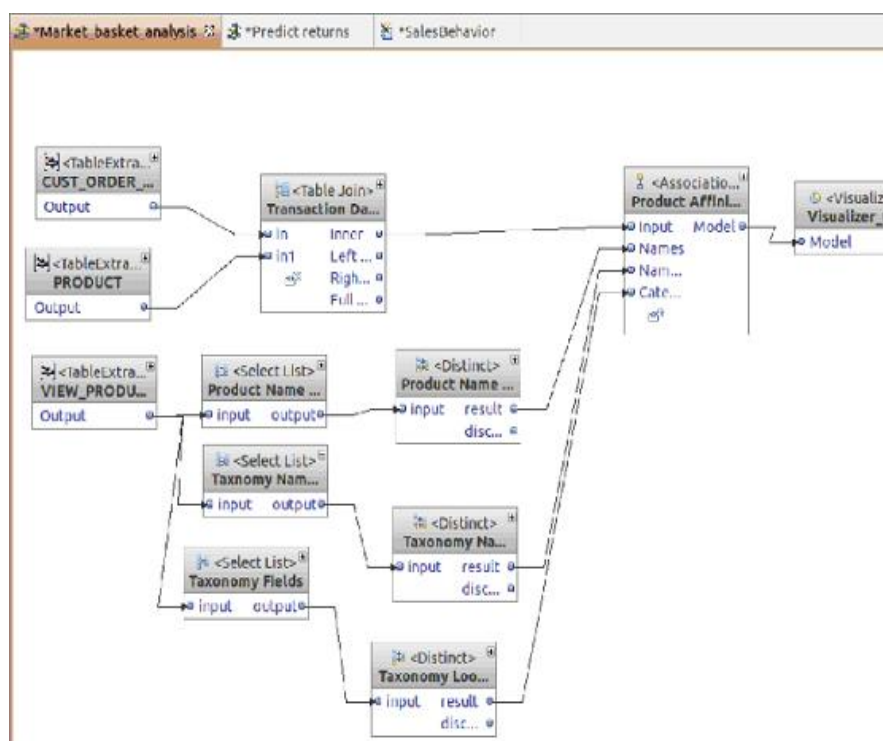 *Market_basket_analysis
*Predict returns
*SalesBehavior
<TableExtra...
CUST_ORDER_...
Output
<TableExtra...
PRODUCT
Output
<Table Join>
Transaction Da...
in Inner
in1 Left ...
Righ...
Full ...
<Associatio...
Product Affini...
Input Model
Names
Nam...
Cate...
<Visualiz
Visualizer_
Model
<TableExtra...
VIEW_PRODU...
Output
<Select List>
Product Name ...
input output
<Distinct>
Product Name ...
input result
disc...
<Select List>
Taxnomy Nam...
input output
<Distinct>
Taxonomy Na...
input result
disc...
<Select List>
Taxonomy Fields
input output
<Distinct>
Taxonomy Loo...
input result
disc...